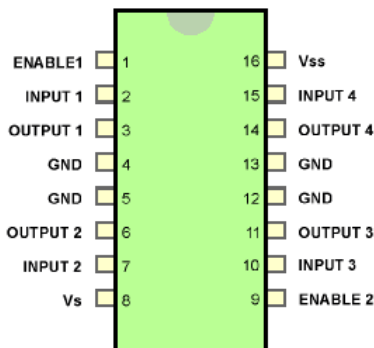 ENABLE1 1 16 Vss
INPUT 1 2 15 INPUT 4
OUTPUT 1 3 14 OUTPUT 4
GND 4 13 GND
GND 5 12 GND
OUTPUT 2 6 11 OUTPUT 3
INPUT 2 7 10 INPUT 3
Vs 8 9 ENABLE 2